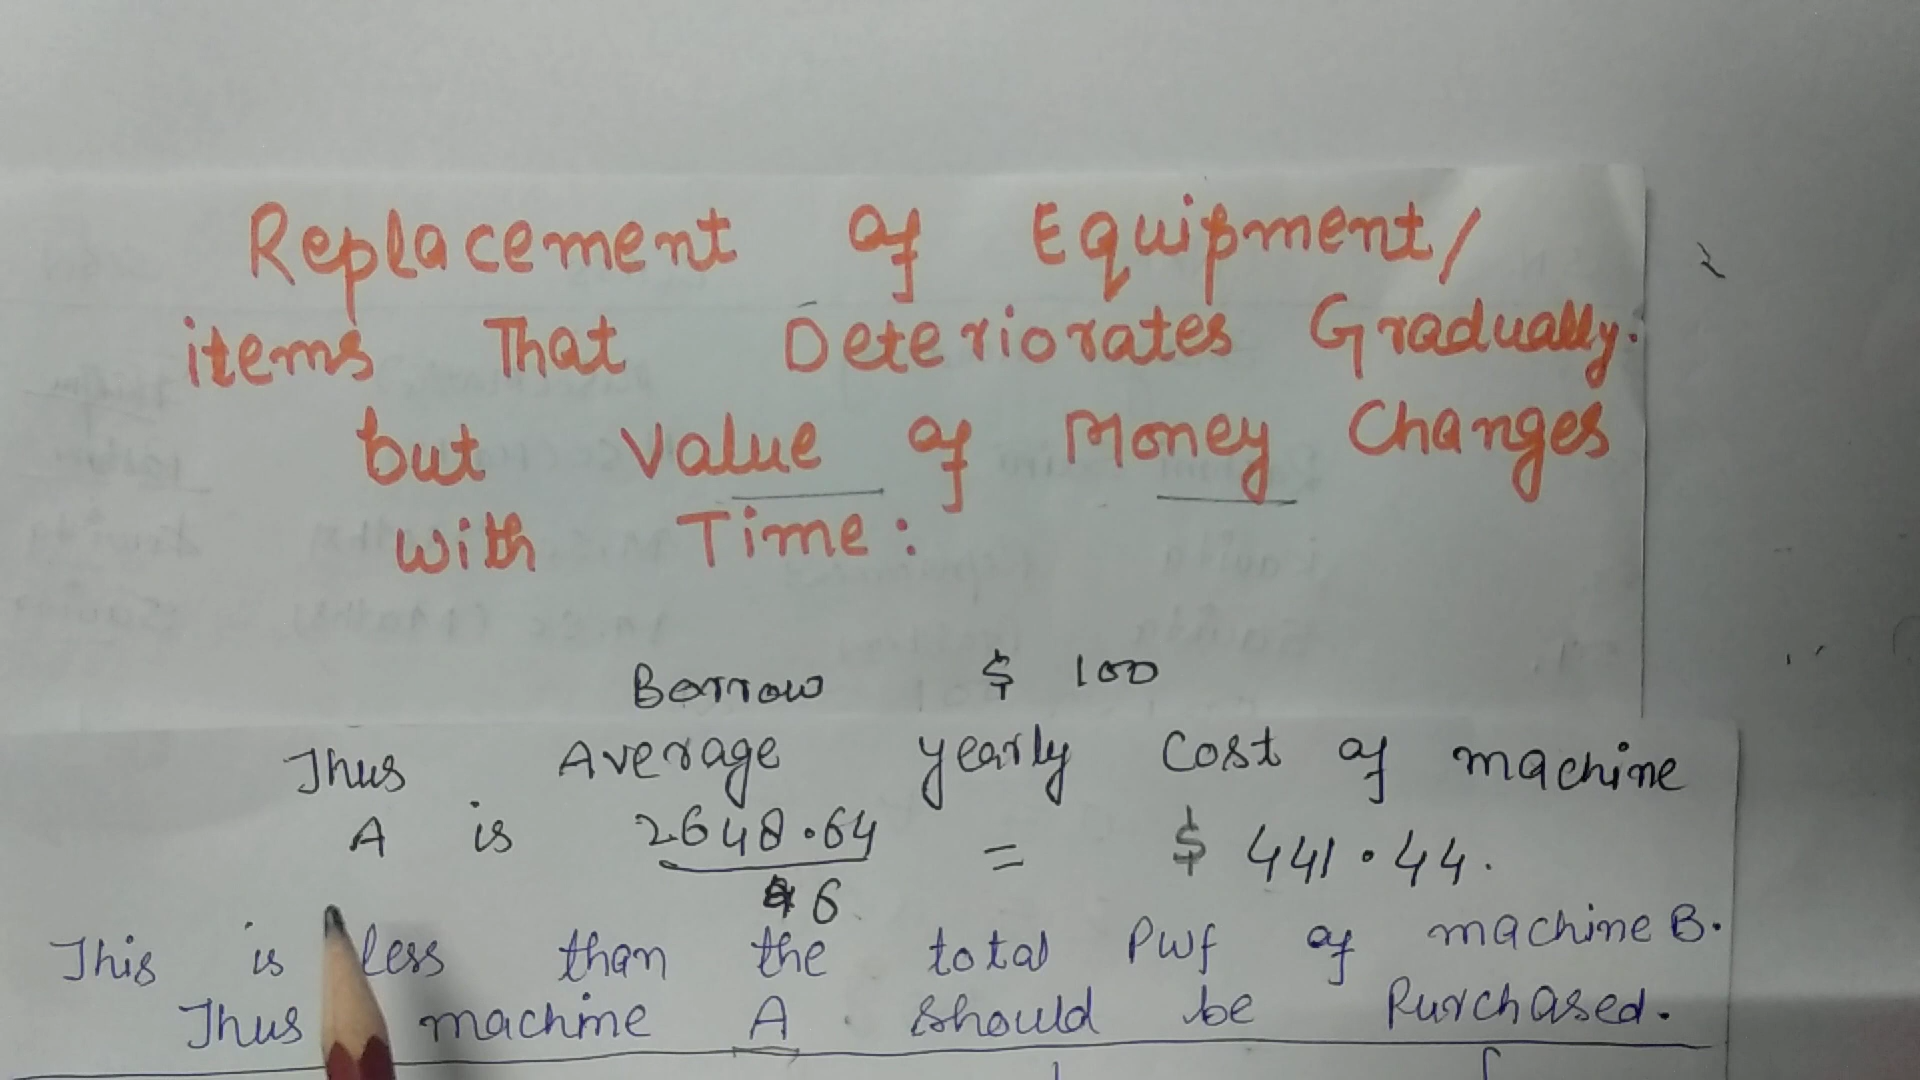 Replacement of Equipment/
items That Deteriorates Gradually.
but Value of Money Changes
with Time:
Borrow $ 100
Thus Average yearly Cost of machine
A is 2648.64 / 6 = $ 441.44.
This is less than the total Pwf of machine B.
Thus machine A should be Purchased.